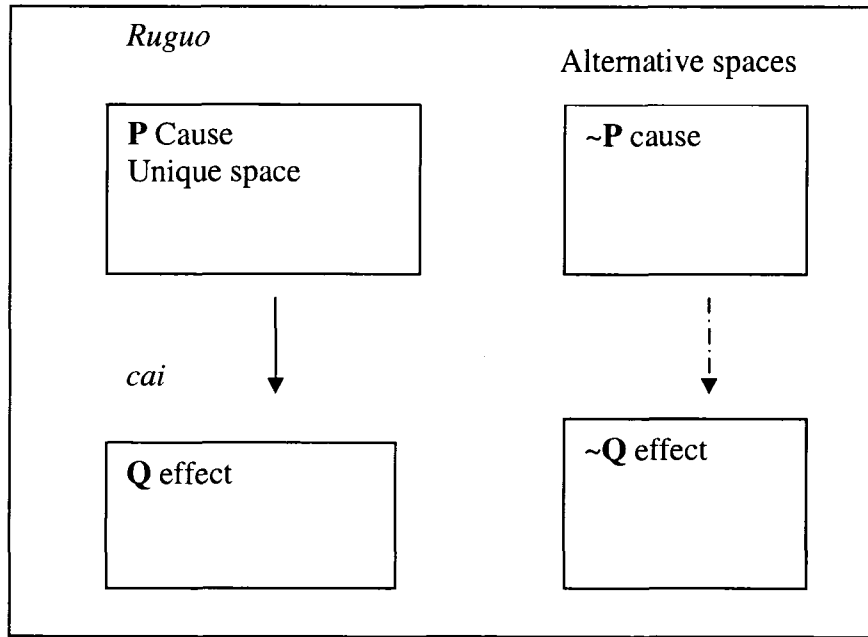 Ruguo
Alternative spaces
P Cause
Unique space
~P cause
cai
Q effect
~Q effect